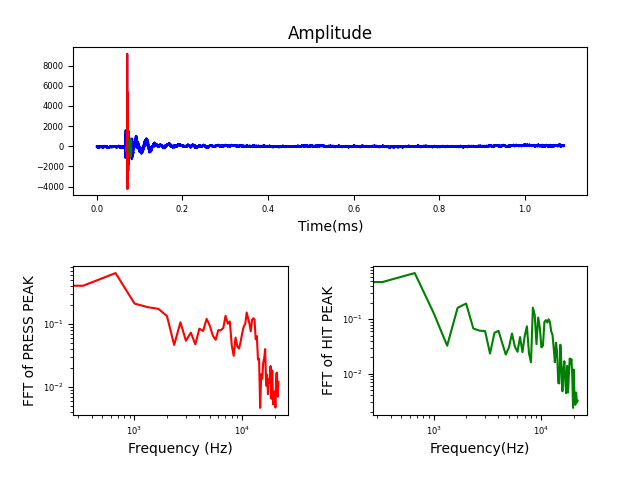 Amplitude
8000
6000
4000
2000
0
−2000
−4000
0.0 0.2 0.4 0.6 0.8 1.0
Time(ms)
FFT of PRESS PEAK
10⁻¹
10⁻²
10³ 10⁴
Frequency (Hz)
FFT of HIT PEAK
10⁻¹
10⁻²
10³ 10⁴
Frequency(Hz)